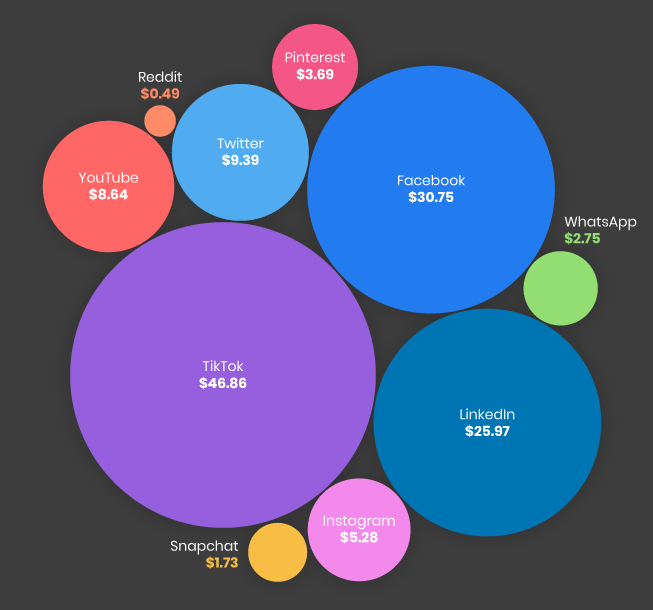 Pinterest
$3.69
Reddit
$0.49
Twitter
$9.39
YouTube
$8.64
Facebook
$30.75
WhatsApp
$2.75
TikTok
$46.86
LinkedIn
$25.97
Instagram
$5.28
Snapchat
$1.73